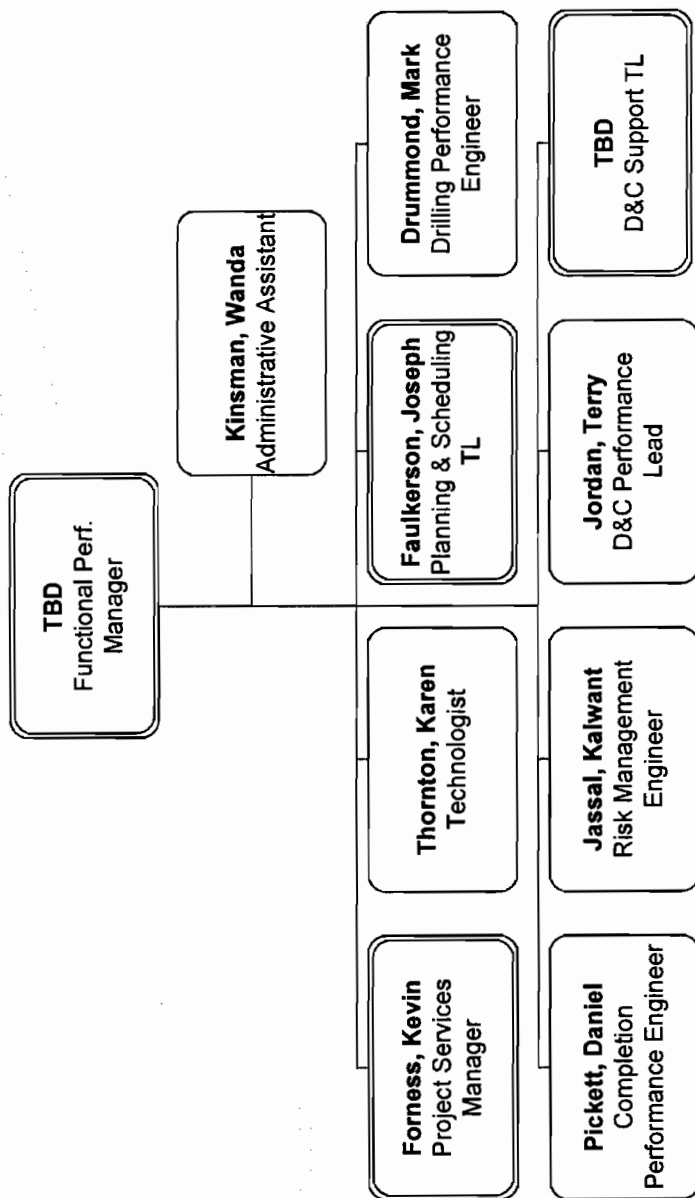 TBD
Functional Perf.
Manager
Kinsman, Wanda
Administrative Assistant
Forness, Kevin
Project Services
Manager
Thornton, Karen
Technologist
Faulkerson, Joseph
Planning & Scheduling
TL
Drummond, Mark
Drilling Performance
Engineer
Pickett, Daniel
Completion
Performance Engineer
Jassal, Kalwant
Risk Management
Engineer
Jordan, Terry
D&C Performance
Lead
TBD
D&C Support TL